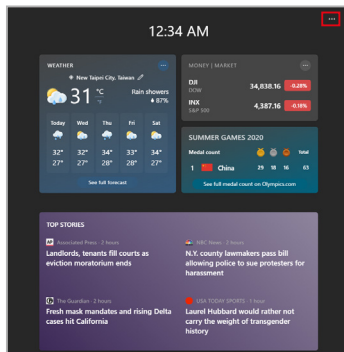 ...
12:34 AM
WEATHER
...
New Taipei City, Taiwan
31 °C
°F
Rain showers
87%
Today Wed Thu Fri Sat
32° 32° 33° 33° 34°
27° 27° 28° 28° 27°
See full forecast
MONEY | MARKET
...
DJI 34,838.16 -0.28%
DOW
INX 4,387.16 -0.18%
S&P 500
SUMMER GAMES 2020
Medal count Total
1 China 29 18 16 63
See full medal count on Olympics.com
TOP STORIES
AP Associated Press · 2 hours
Landlords, tenants fill courts as
eviction moratorium ends
NBC News · 2 hours
N.Y. county lawmakers pass bill
allowing police to sue protesters for
harassment
The Guardian · 2 hours
Fresh mask mandates and rising Delta
cases hit California
USA TODAY SPORTS · 1 hour
Laurel Hubbard would rather not
carry the weight of transgender
history